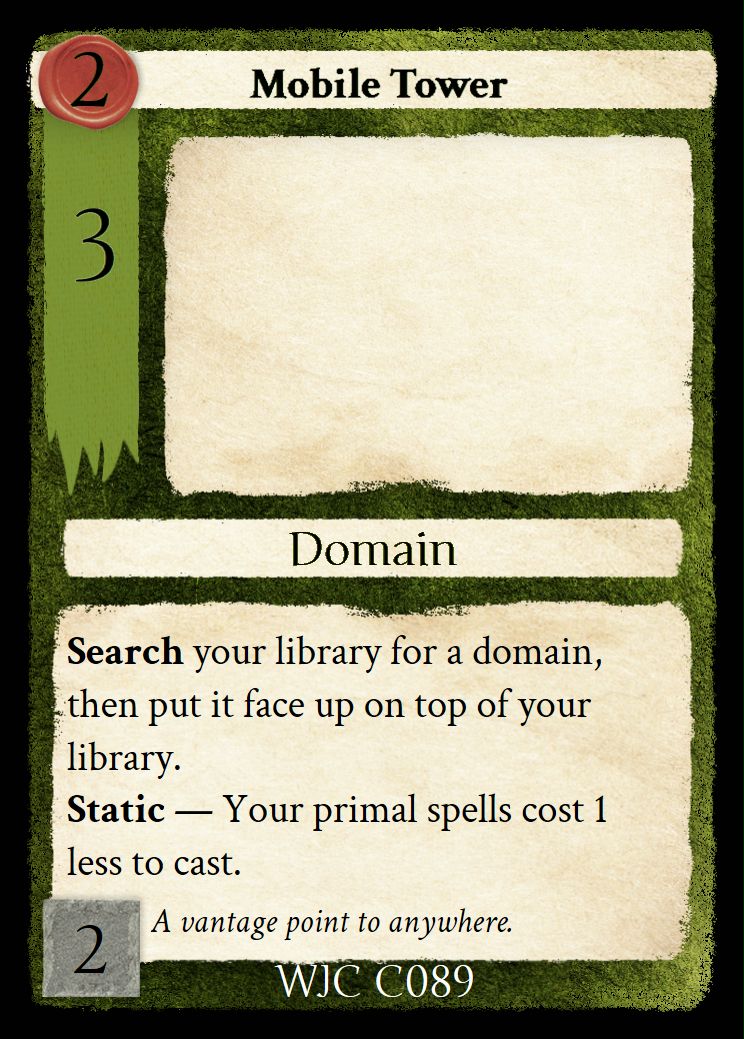 2
Mobile Tower
3
Domain
Search your library for a domain,
then put it face up on top of your
library.
Static — Your primal spells cost 1
less to cast.
A vantage point to anywhere.
2
WJC C089